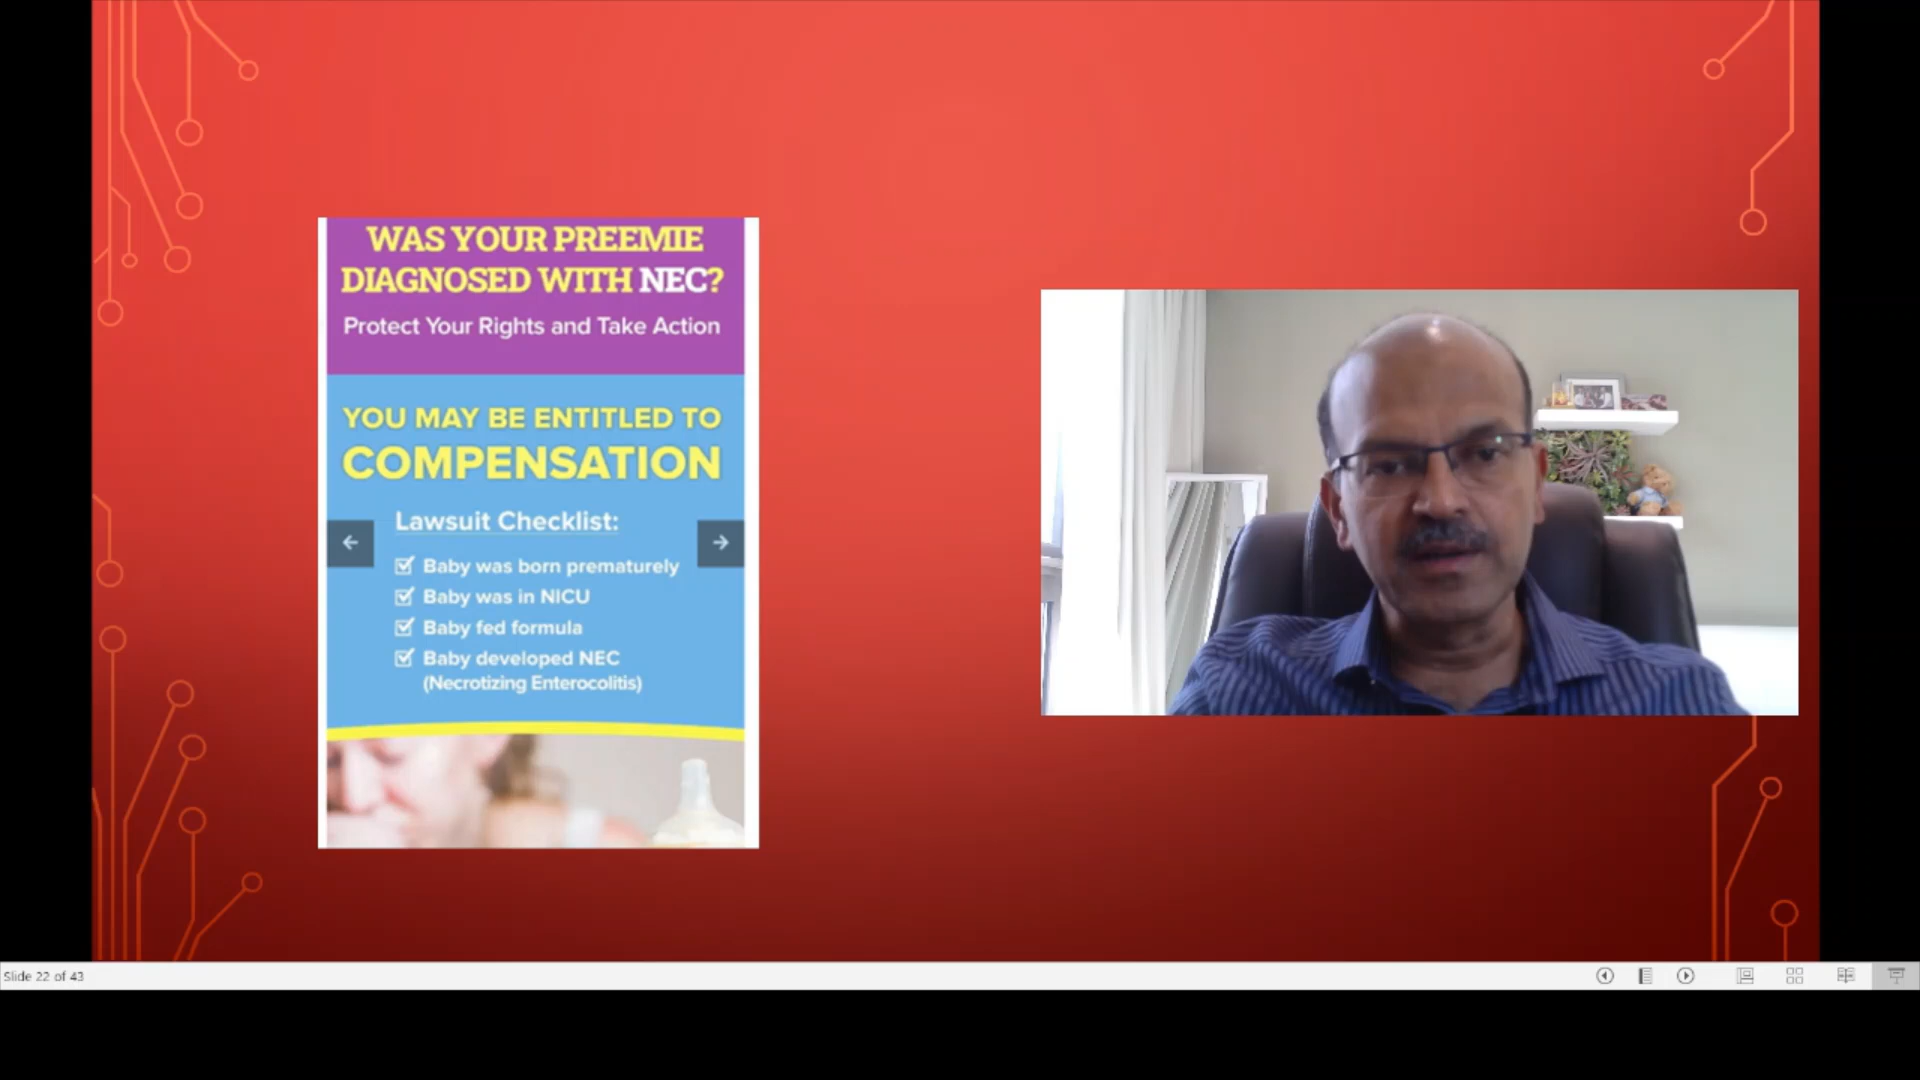 WAS YOUR PREEMIE
DIAGNOSED WITH NEC?
Protect Your Rights and Take Action
YOU MAY BE ENTITLED TO
COMPENSATION
Lawsuit Checklist:
Baby was born prematurely
Baby was in NICU
Baby fed formula
Baby developed NEC
(Necrotizing Enterocolitis)
Slide 22 of 43